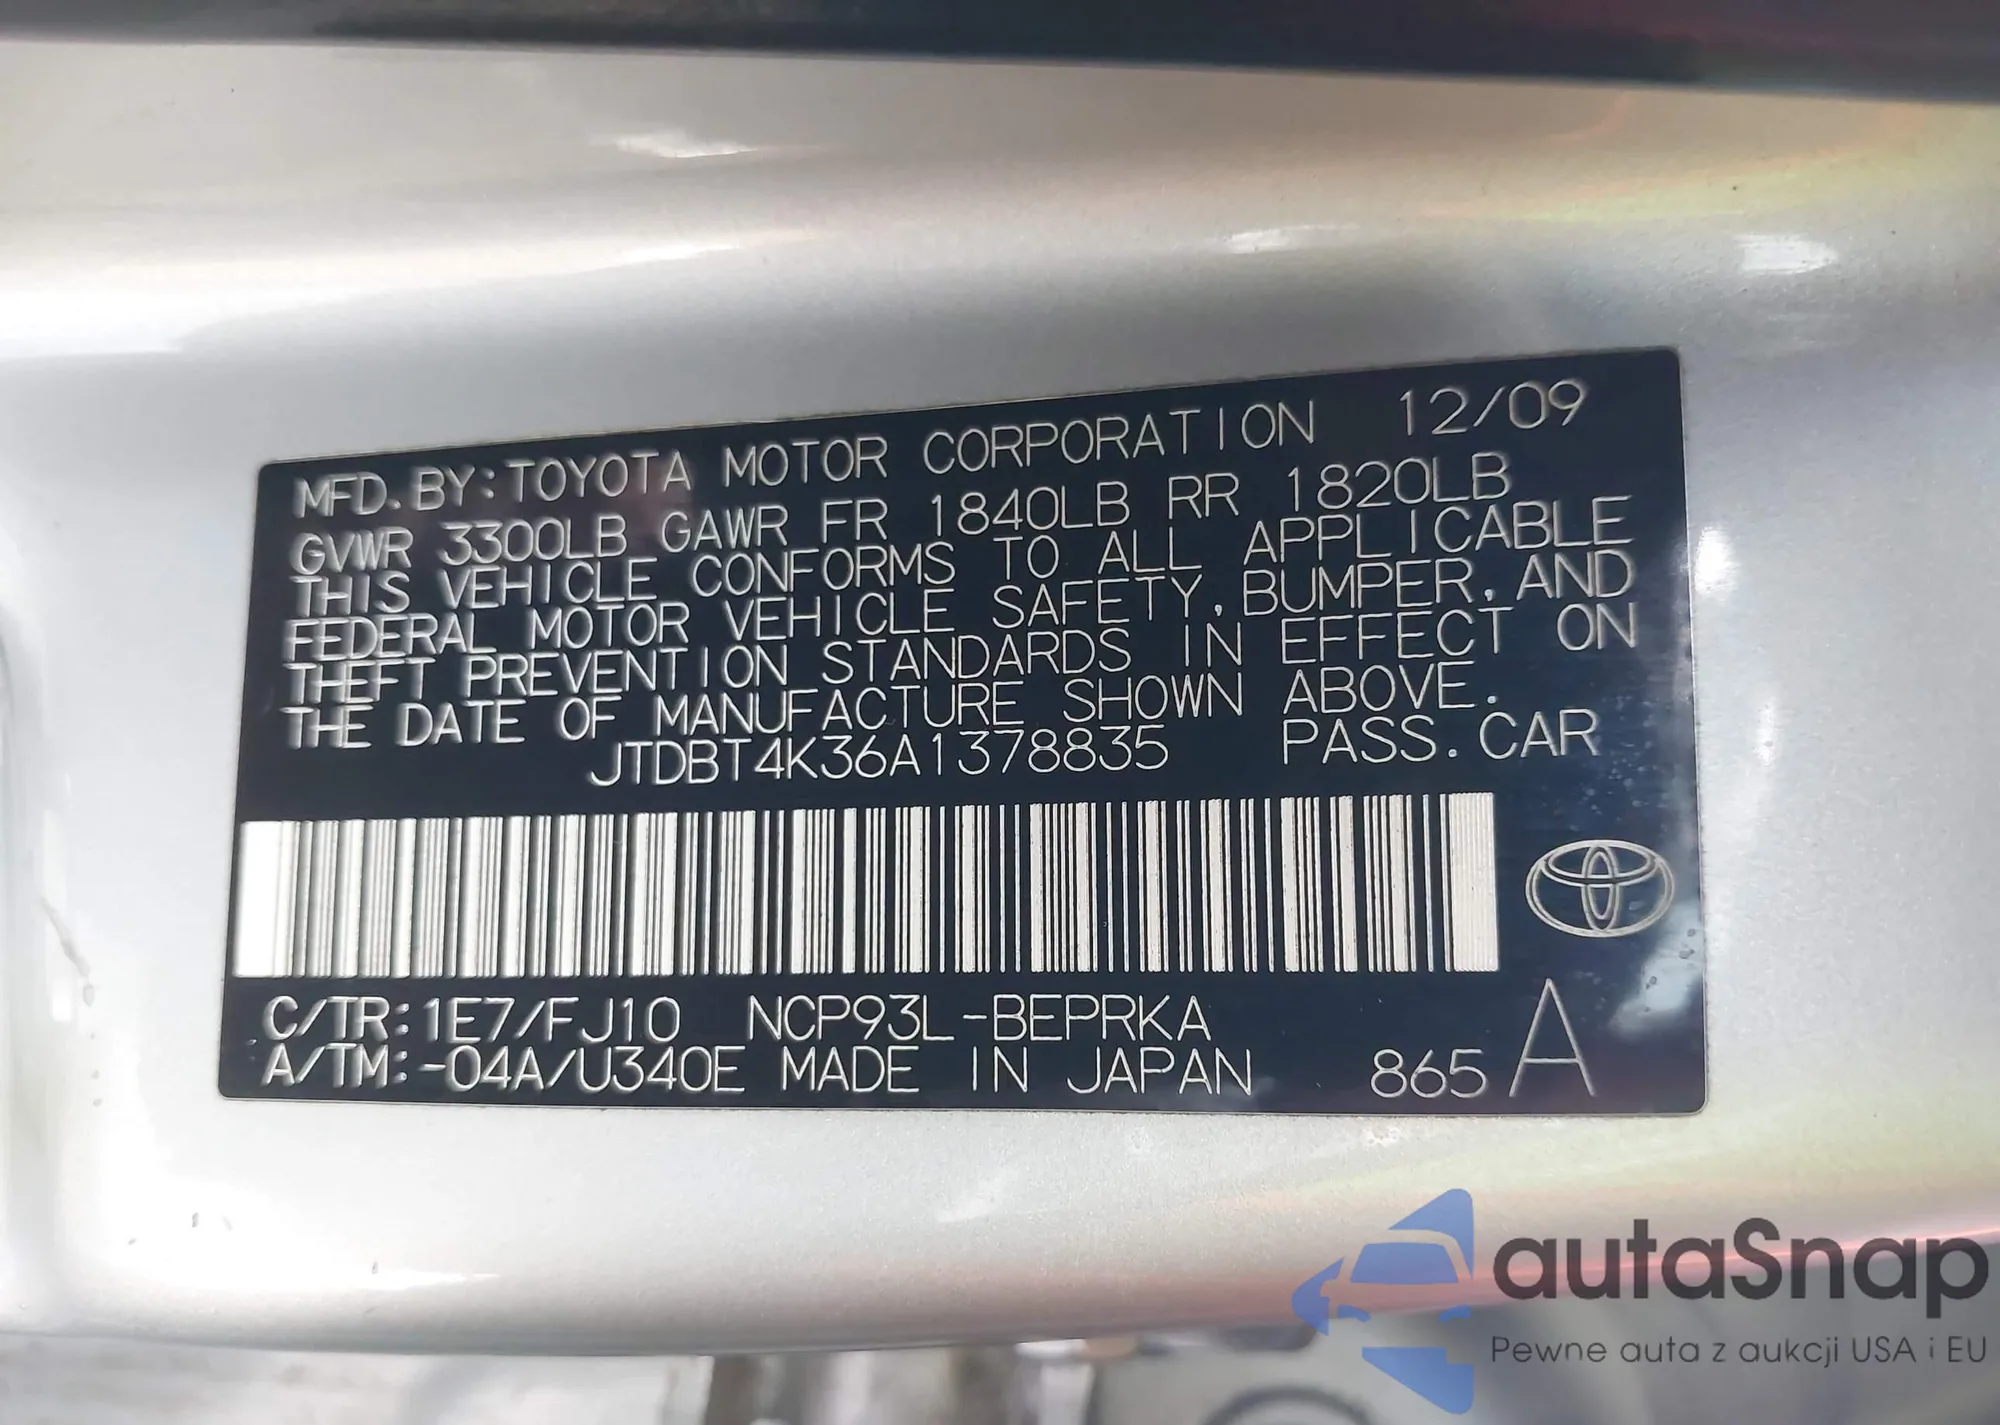 MFD.BY:TOYOTA MOTOR CORPORATION 12/09
GVWR 3300LB GAWR FR 1840LB RR 1820LB
THIS VEHICLE CONFORMS TO ALL APPLICABLE
FEDERAL MOTOR VEHICLE SAFETY, BUMPER, AND
THEFT PREVENTION STANDARDS IN EFFECT ON
THE DATE OF MANUFACTURE SHOWN ABOVE.
JTDBT4K36A1378835 PASS.CAR
C/TR:1E7/FJ10 NCP93L-BEPRKA
A/TM:-04A/U340E MADE IN JAPAN 865 A
autaSnap
Pewne auta z aukcji USA i EU